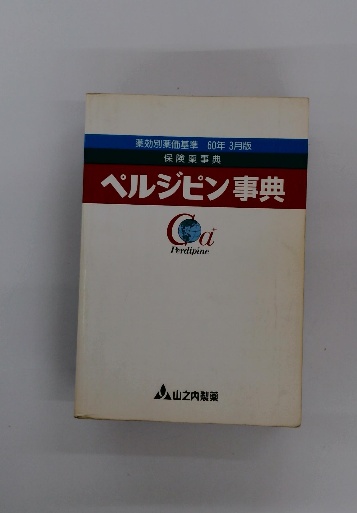 薬効別薬価基準 60年 3月版
保険薬事典
ペルジピン事典
Ca
Perdipine
山之内製薬